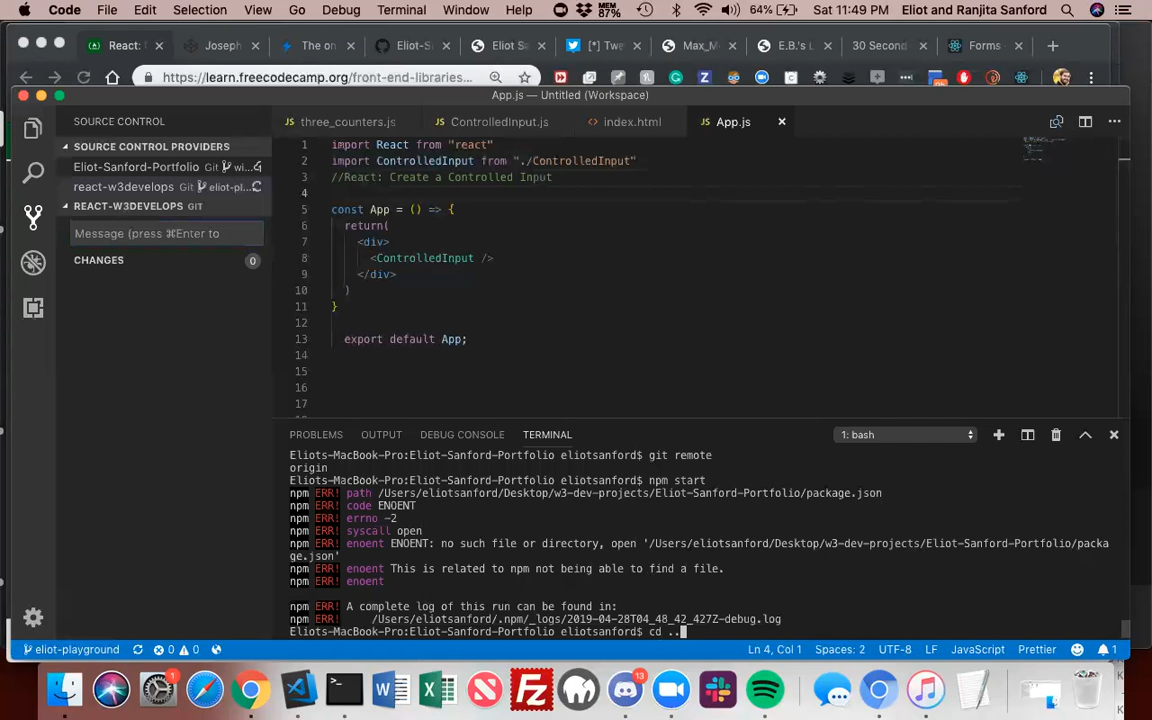 Code File Edit Selection View Go Debug Terminal Window Help 87% 64% Sat 11:49 PM Eliot and Ranjita Sanford
React: Joseph The on Eliot-S Eliot S [*] Twe Max_M E.B.'s L 30 Second Forms -
https://learn.freecodecamp.org/front-end-libraries...
App.js — Untitled (Workspace)
SOURCE CONTROL
three_counters.js ControlledInput.js index.html App.js
SOURCE CONTROL PROVIDERS
Eliot-Sanford-Portfolio Git wi...
react-w3develops Git eliot-pl...
REACT-W3DEVELOPS GIT
Message (press ⌘Enter to
CHANGES 0
1 import React from "react"
2 import ControlledInput from "./ControlledInput"
3 //React: Create a Controlled Input
4
5 const App = () => {
6 return(
7 <div>
8 <ControlledInput />
9 </div>
10 )
11 }
12
13 export default App;
14
15
16
17
PROBLEMS OUTPUT DEBUG CONSOLE TERMINAL 1: bash
Eliots-MacBook-Pro:Eliot-Sanford-Portfolio eliotsanford$ git remote
origin
Eliots-MacBook-Pro:Eliot-Sanford-Portfolio eliotsanford$ npm start
npm ERR! path /Users/eliotsanford/Desktop/w3-dev-projects/Eliot-Sanford-Portfolio/package.json
npm ERR! code ENOENT
npm ERR! errno -2
npm ERR! syscall open
npm ERR! enoent ENOENT: no such file or directory, open '/Users/eliotsanford/Desktop/w3-dev-projects/Eliot-Sanford-Portfolio/packa
ge.json'
npm ERR! enoent This is related to npm not being able to find a file.
npm ERR! enoent
npm ERR! A complete log of this run can be found in:
npm ERR! /Users/eliotsanford/.npm/_logs/2019-04-28T04_48_42_427Z-debug.log
Eliots-MacBook-Pro:Eliot-Sanford-Portfolio eliotsanford$ cd ..
eliot-playground 0 0 Ln 4, Col 1 Spaces: 2 UTF-8 LF JavaScript Prettier 1